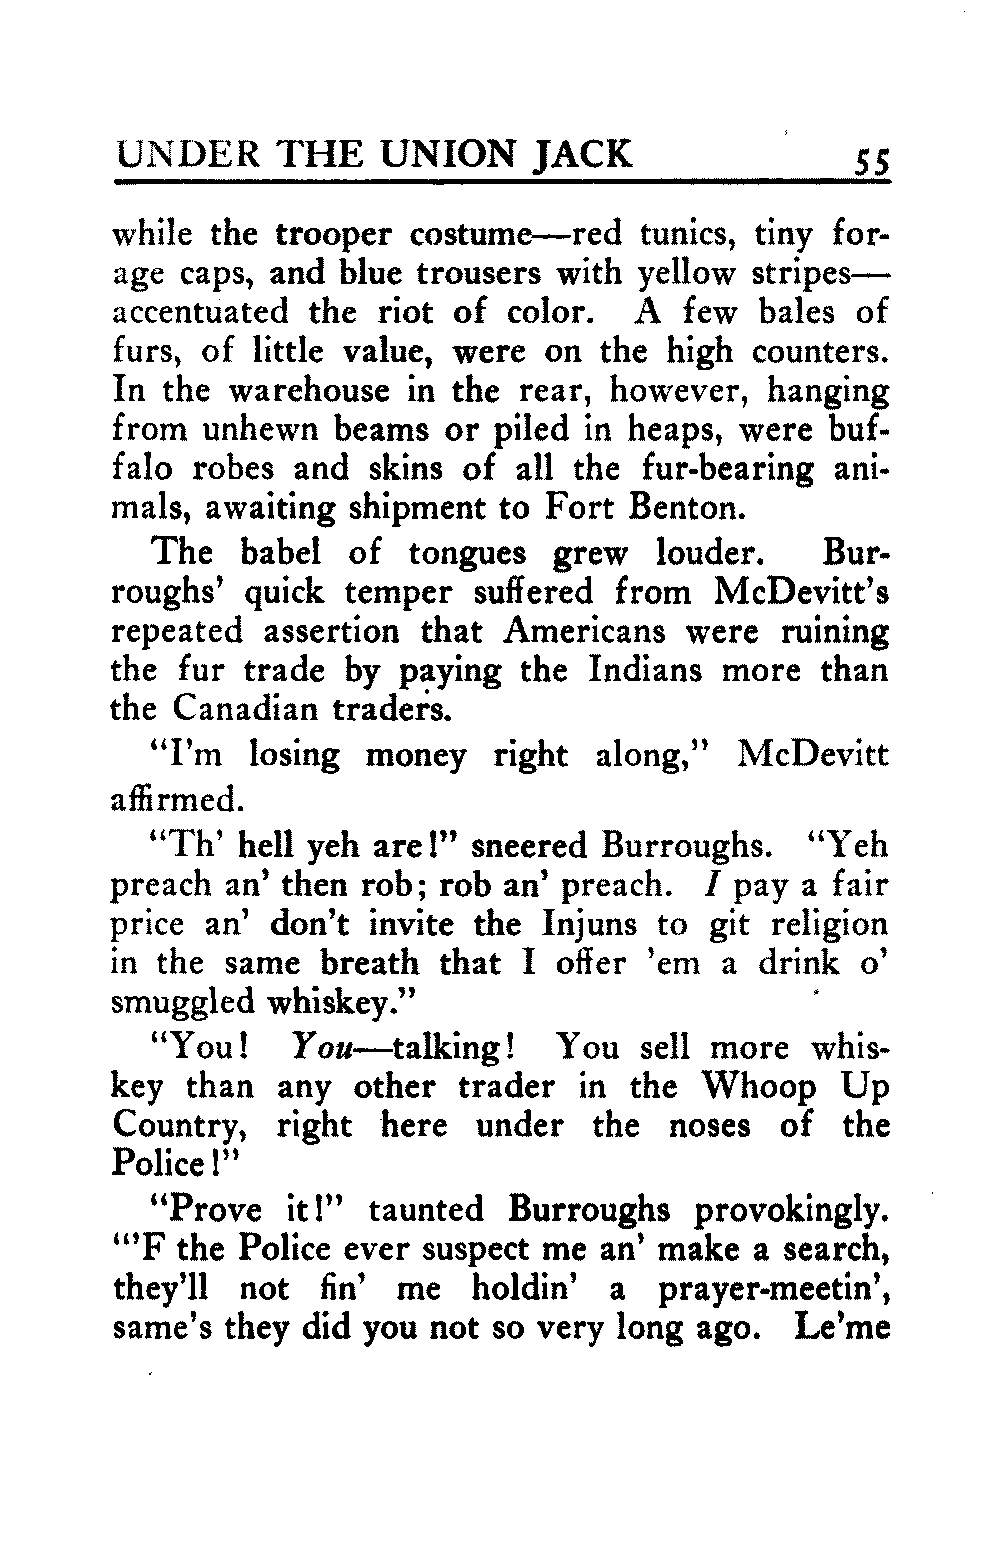 UNDER THE UNION JACK 55
while the trooper costume—red tunics, tiny for-
age caps, and blue trousers with yellow stripes—
accentuated the riot of color. A few bales of
furs, of little value, were on the high counters.
In the warehouse in the rear, however, hanging
from unhewn beams or piled in heaps, were buf-
falo robes and skins of all the fur-bearing ani-
mals, awaiting shipment to Fort Benton.
The babel of tongues grew louder. Bur-
roughs' quick temper suffered from McDevitt's
repeated assertion that Americans were ruining
the fur trade by paying the Indians more than
the Canadian traders.
"I'm losing money right along," McDevitt
affirmed.
"Th' hell yeh are!" sneered Burroughs. "Yeh
preach an' then rob; rob an' preach. I pay a fair
price an' don't invite the Injuns to git religion
in the same breath that I offer 'em a drink o'
smuggled whiskey."
"You! You—talking! You sell more whis-
key than any other trader in the Whoop Up
Country, right here under the noses of the
Police!"
"Prove it!" taunted Burroughs provokingly.
"'F the Police ever suspect me an' make a search,
they'll not fin' me holdin' a prayer-meetin',
same's they did you not so very long ago. Le'me